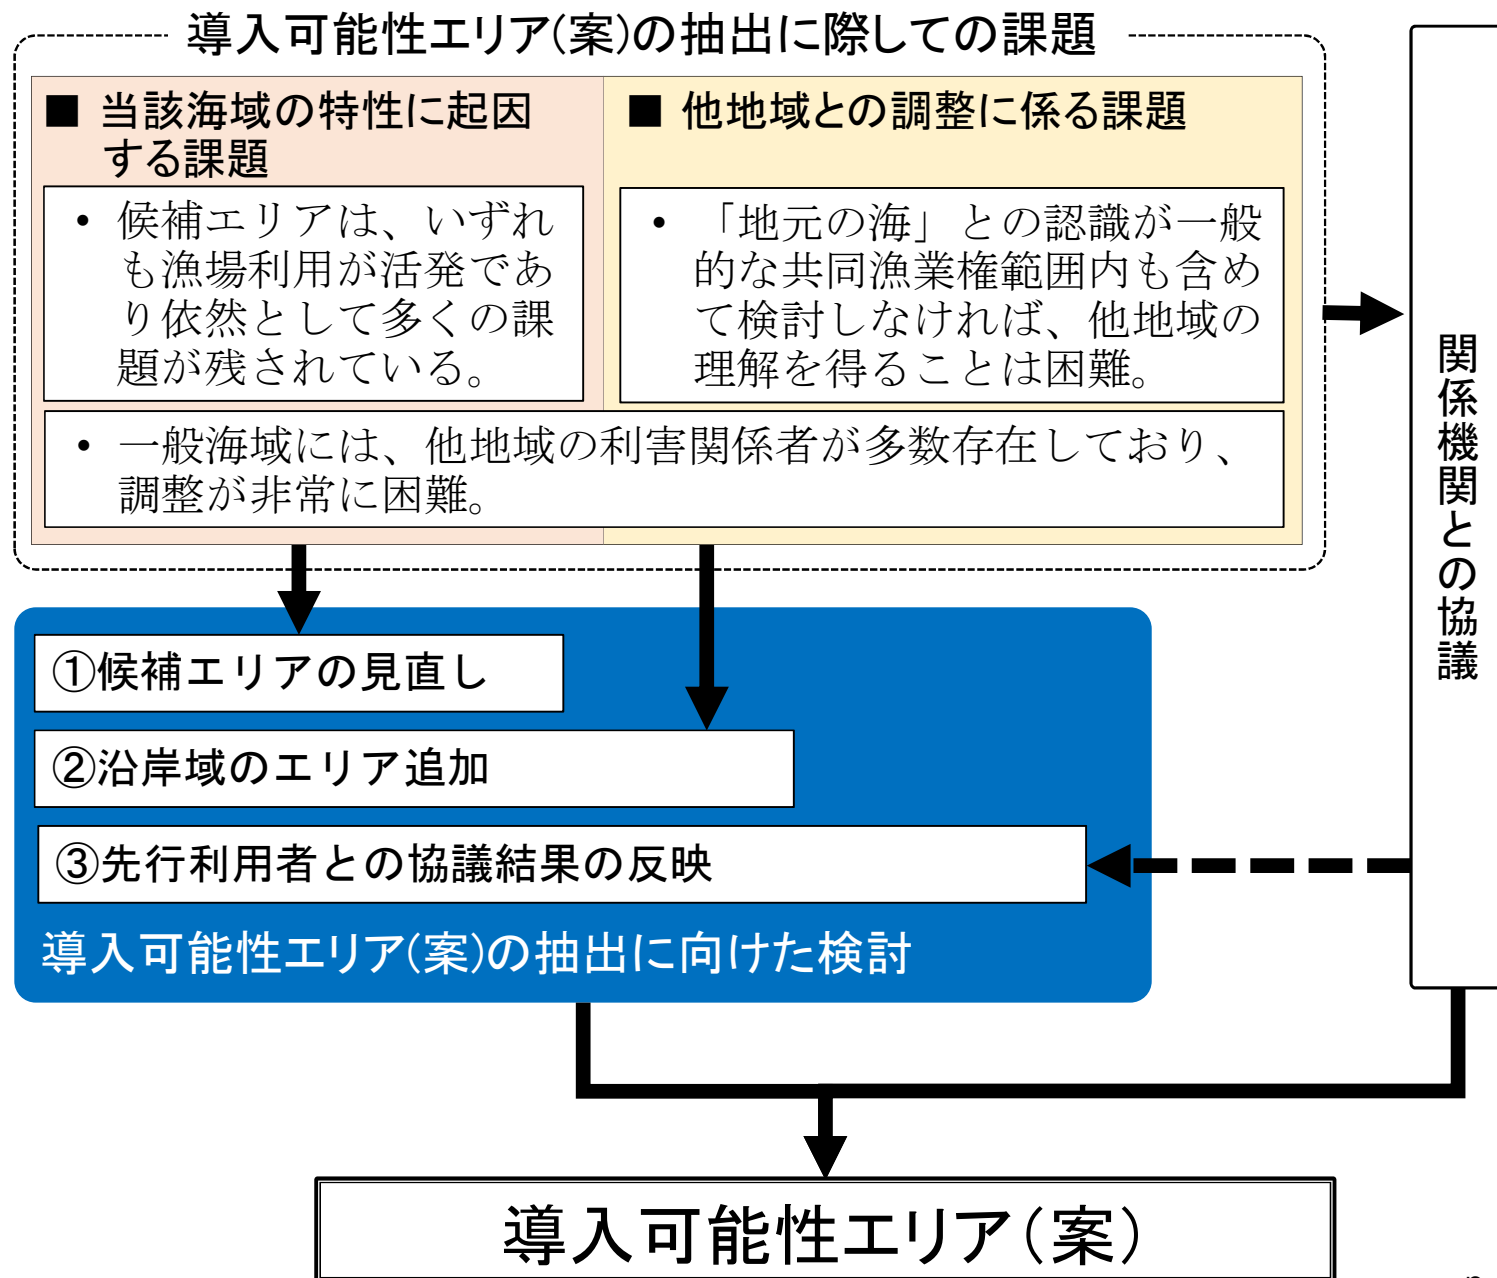 導入可能性エリア(案)の抽出に際しての課題
■ 当該海域の特性に起因
する課題
• 候補エリアは、いずれ
も漁場利用が活発であ
り依然として多くの課
題が残されている。
■ 他地域との調整に係る課題
• 「地元の海」との認識が一般
的な共同漁業権範囲内も含め
て検討しなければ、他地域の
理解を得ることは困難。
• 一般海域には、他地域の利害関係者が多数存在しており、
調整が非常に困難。
関係機関との協議
①候補エリアの見直し
②沿岸域のエリア追加
③先行利用者との協議結果の反映
導入可能性エリア(案)の抽出に向けた検討
導入可能性エリア(案)